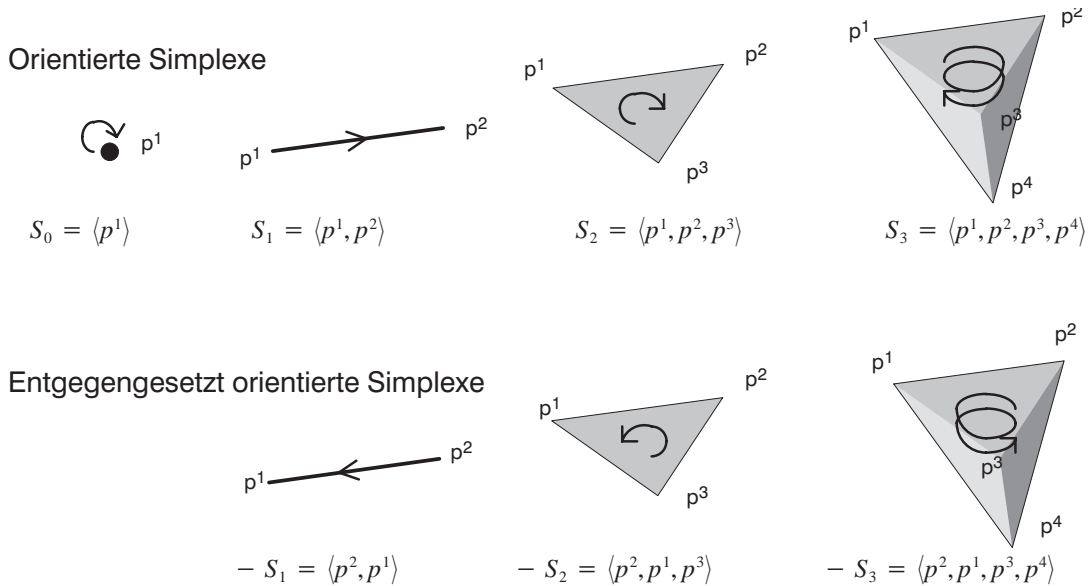 Orientierte Simplexe
p¹
p¹ p²
p¹ p² p³
p¹ p² p³ p⁴
S₀ = ⟨p¹⟩
S₁ = ⟨p¹, p²⟩
S₂ = ⟨p¹, p², p³⟩
S₃ = ⟨p¹, p², p³, p⁴⟩
Entgegengesetzt orientierte Simplexe
p¹ p²
p¹ p² p³
p¹ p² p³ p⁴
− S₁ = ⟨p², p¹⟩
− S₂ = ⟨p², p¹, p³⟩
− S₃ = ⟨p², p¹, p³, p⁴⟩